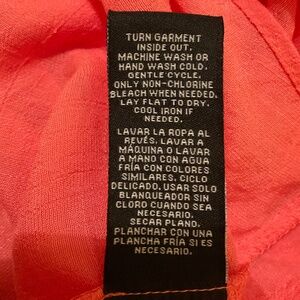 TURN GARMENT
INSIDE OUT.
MACHINE WASH OR
HAND WASH COLD.
GENTLE CYCLE.
ONLY NON-CHLORINE
BLEACH WHEN NEEDED.
LAY FLAT TO DRY.
COOL IRON IF
NEEDED.
LAVAR LA ROPA AL
REVÉS. LAVAR A
MÁQUINA O LAVAR
A MANO CON AGUA
FRÍA CON COLORES
SIMILARES. CICLO
DELICADO. USAR SOLO
BLANQUEADOR SIN
CLORO CUANDO SEA
NECESARIO.
SECAR PLANO.
PLANCHAR CON UNA
PLANCHA FRÍA SI ES
NECESARIO.